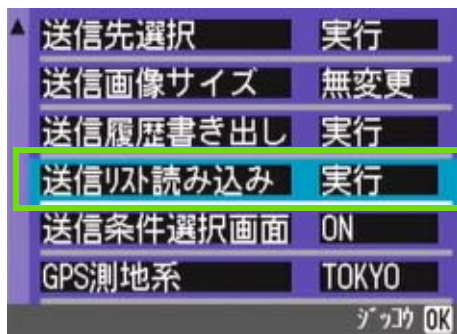 送信先選択 実行
送信画像サイズ 無変更
送信履歴書き出し 実行
送信ﾘｽﾄ読み込み 実行
送信条件選択画面 ON
GPS測地系 TOKYO
ｼﾞｯｺｳ OK